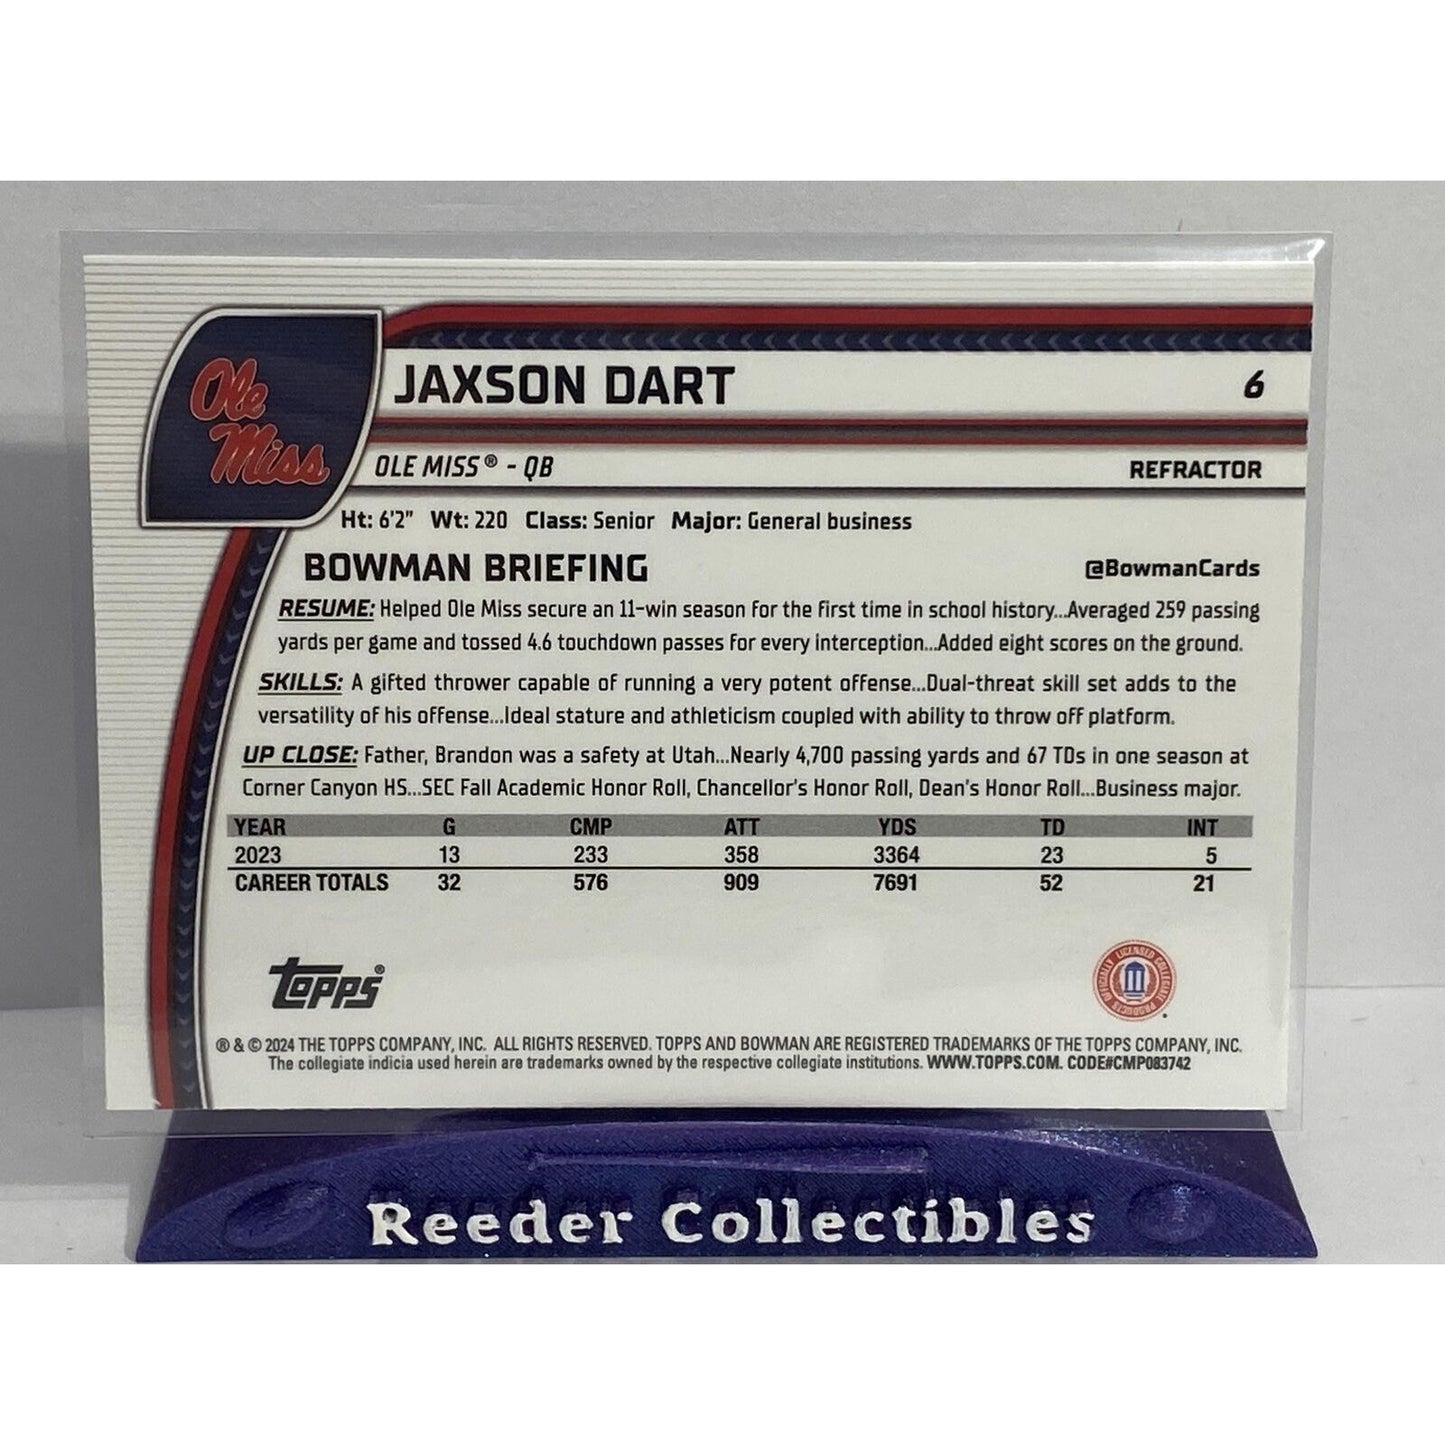 Ole
Miss
JAXSON DART 6
OLE MISS® - QB REFRACTOR
Ht: 6'2" Wt: 220 Class: Senior Major: General business
BOWMAN BRIEFING @BowmanCards
RESUME: Helped Ole Miss secure an 11-win season for the first time in school history...Averaged 259 passing
yards per game and tossed 4.6 touchdown passes for every interception...Added eight scores on the ground.
SKILLS: A gifted thrower capable of running a very potent offense...Dual-threat skill set adds to the
versatility of his offense...Ideal stature and athleticism coupled with ability to throw off platform.
UP CLOSE: Father, Brandon was a safety at Utah...Nearly 4,700 passing yards and 67 TDs in one season at
Corner Canyon HS...SEC Fall Academic Honor Roll, Chancellor's Honor Roll, Dean's Honor Roll...Business major.
YEAR G CMP ATT YDS TD INT
2023 13 233 358 3364 23 5
CAREER TOTALS 32 576 909 7691 52 21
Topps®
OFFICIALLY LICENSED COLLEGIATE PRODUCTS
® & © 2024 THE TOPPS COMPANY, INC. ALL RIGHTS RESERVED. TOPPS AND BOWMAN ARE REGISTERED TRADEMARKS OF THE TOPPS COMPANY, INC.
The collegiate indicia used herein are trademarks owned by the respective collegiate institutions. WWW.TOPPS.COM. CODE#CMP083742
Reeder Collectibles